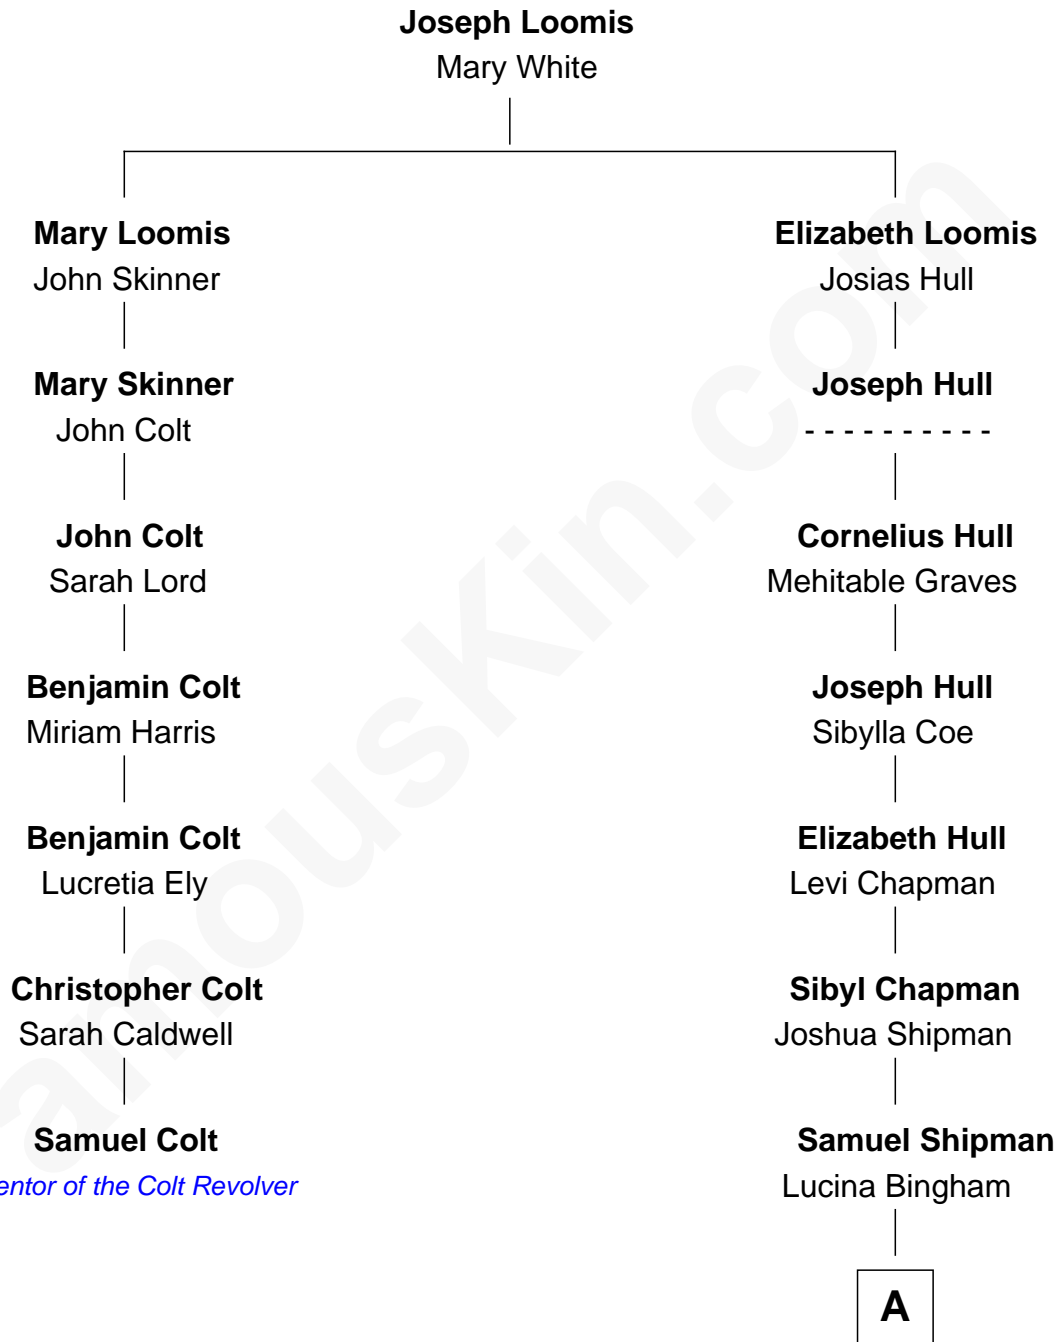 Joseph Loomis
Mary White
Mary Loomis
John Skinner
Elizabeth Loomis
Josias Hull
Mary Skinner
John Colt
Joseph Hull
- - - - - - - - - -
John Colt
Sarah Lord
Cornelius Hull
Mehitable Graves
Benjamin Colt
Miriam Harris
Joseph Hull
Sibylla Coe
Benjamin Colt
Lucretia Ely
Elizabeth Hull
Levi Chapman
Christopher Colt
Sarah Caldwell
Sibyl Chapman
Joshua Shipman
Samuel Colt
entor of the Colt Revolver
Samuel Shipman
Lucina Bingham
A
amousKin.com